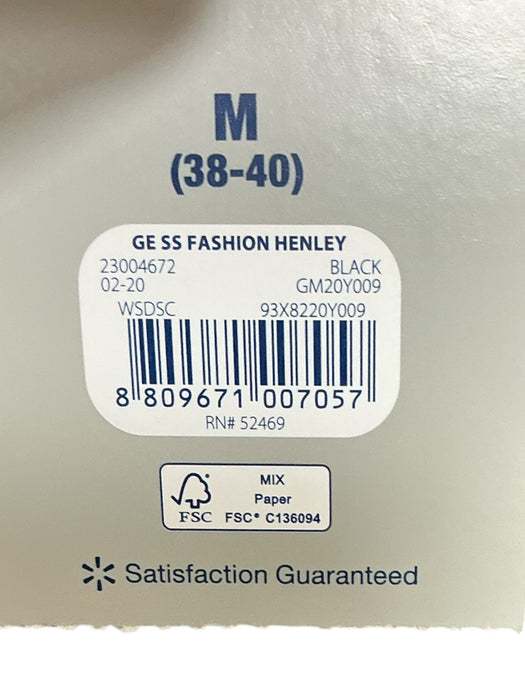 M
(38-40)
GE SS FASHION HENLEY
23004672 BLACK
02-20 GM20Y009
WSDSC 93X8220Y009
8 809671 007057
RN# 52469
MIX
Paper
FSC FSC® C136094
Satisfaction Guaranteed